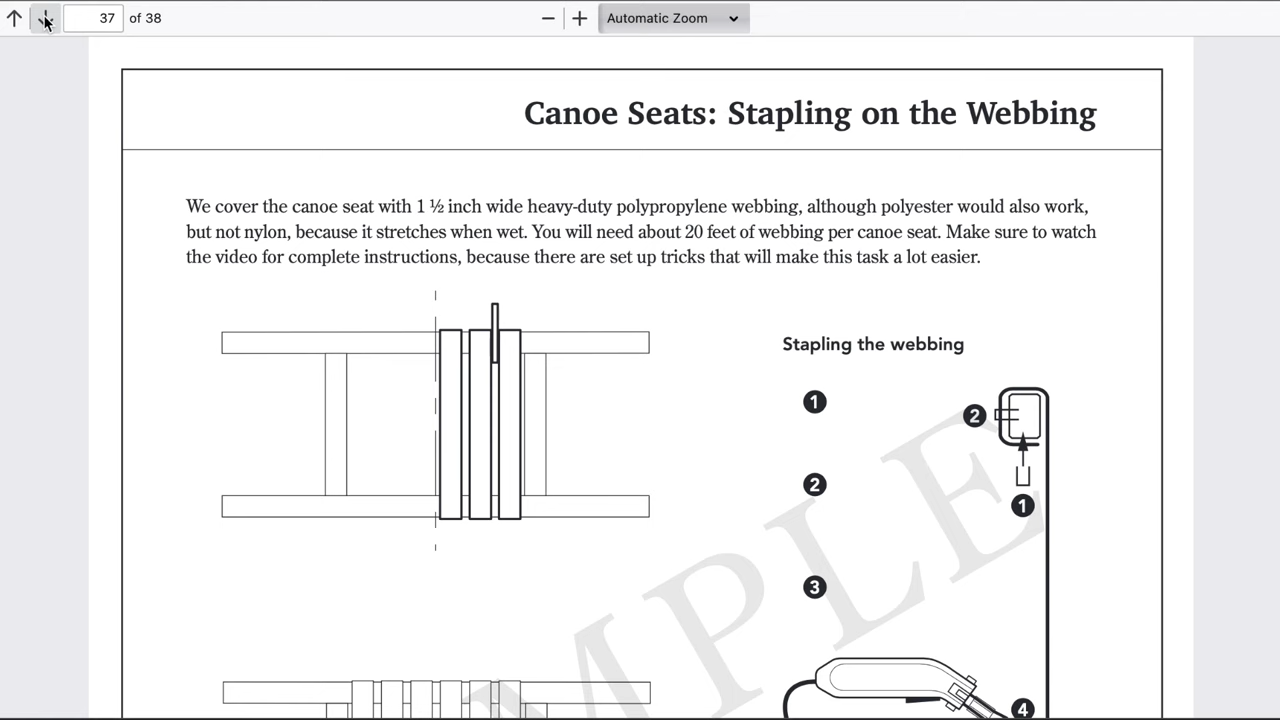 37 of 38
Automatic Zoom
Canoe Seats: Stapling on the Webbing
We cover the canoe seat with 1 ½ inch wide heavy-duty polypropylene webbing, although polyester would also work,
but not nylon, because it stretches when wet. You will need about 20 feet of webbing per canoe seat. Make sure to watch
the video for complete instructions, because there are set up tricks that will make this task a lot easier.
Stapling the webbing
1
2
2
1
3
4
MPLE